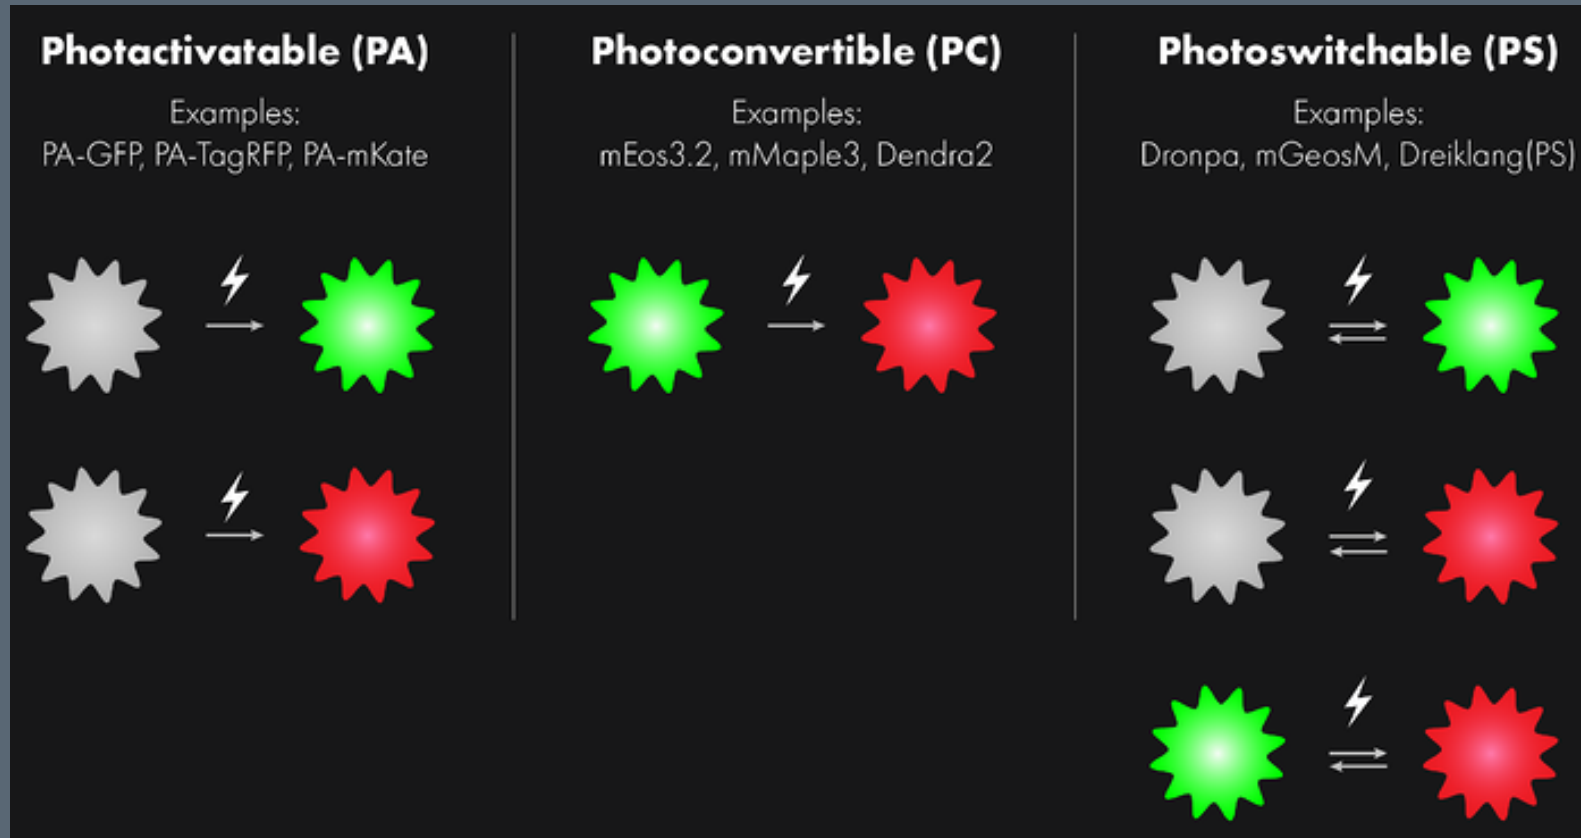 Photactivatable (PA)
Examples:
PA-GFP, PA-TagRFP, PA-mKate
Photoconvertible (PC)
Examples:
mEos3.2, mMaple3, Dendra2
Photoswitchable (PS)
Examples:
Dronpa, mGeosM, Dreiklang(PS)